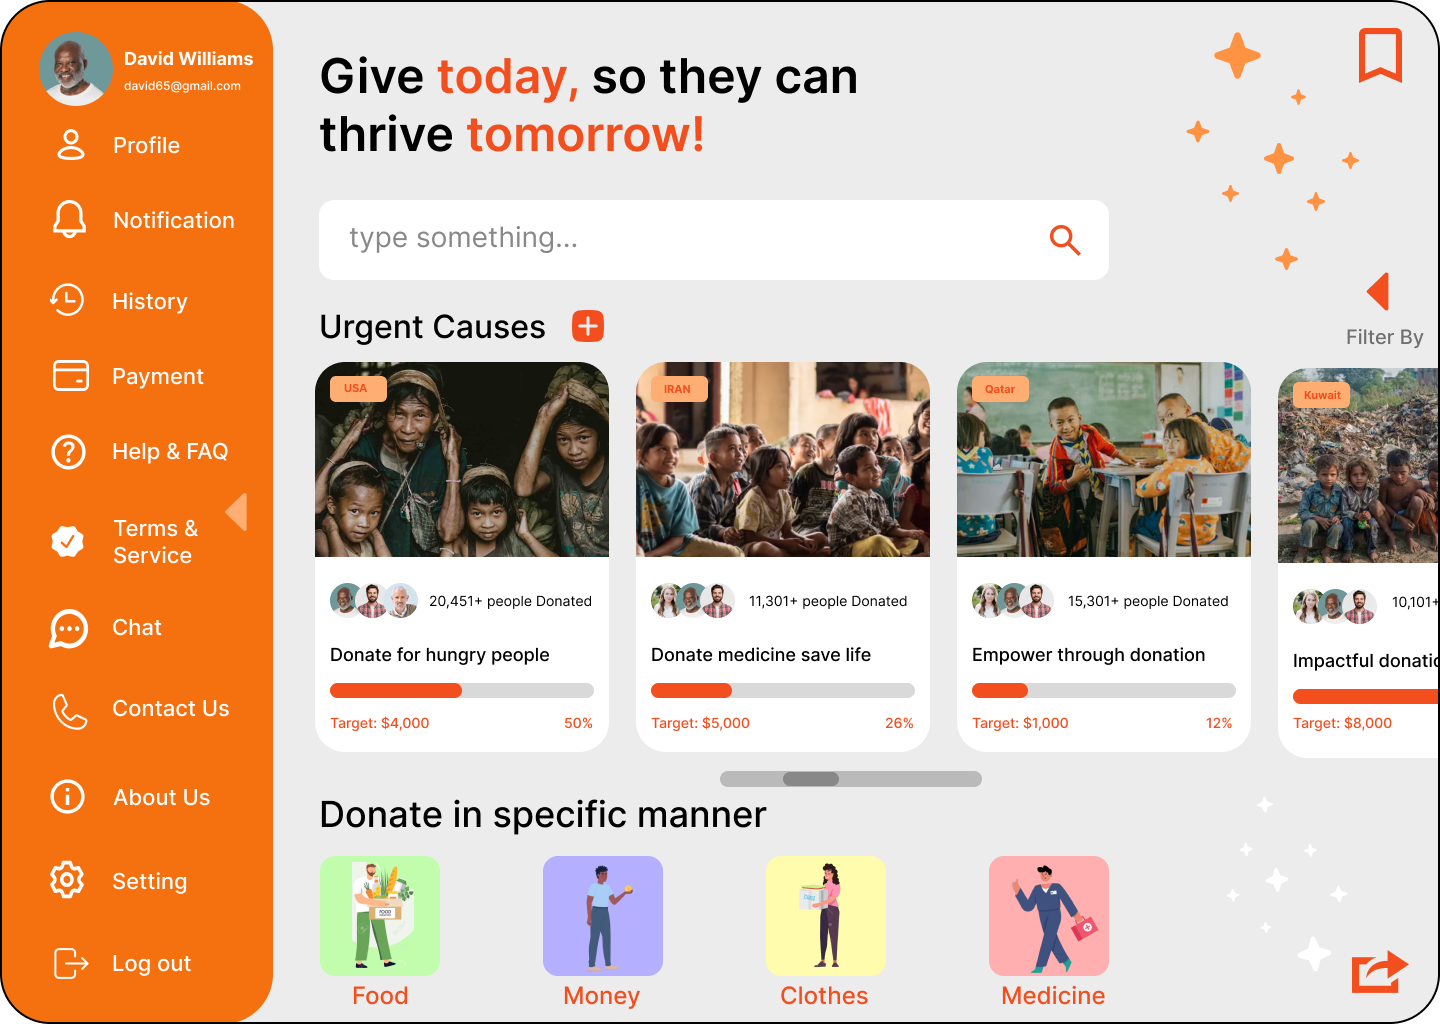 David Williams
david65@gmail.com
Profile
Notification
History
Payment
Help & FAQ
Terms &
Service
Chat
Contact Us
About Us
Setting
Log out
Give today, so they can
thrive tomorrow!
type something...
Filter By
Urgent Causes
USA
20,451+ people Donated
Donate for hungry people
Target: $4,000 50%
IRAN
11,301+ people Donated
Donate medicine save life
Target: $5,000 26%
Qatar
15,301+ people Donated
Empower through donation
Target: $1,000 12%
Kuwait
10,101+
Impactful donatio
Target: $8,000
Donate in specific manner
FOOD
Food
Money
Clothes
Medicine